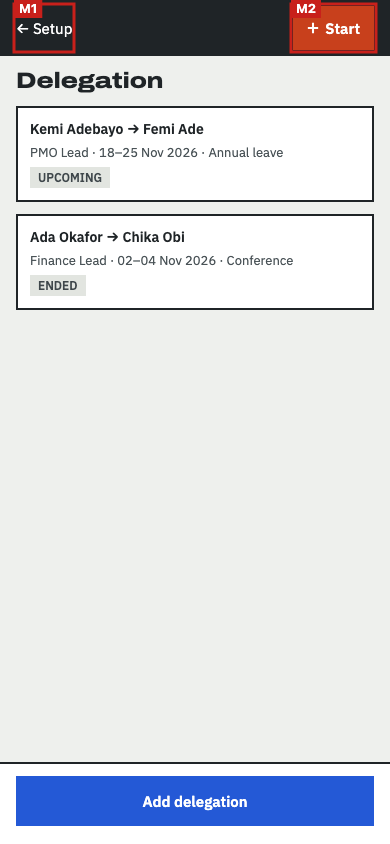 M1
← Setup
M2
+ Start
Delegation
Kemi Adebayo → Femi Ade
PMO Lead · 18–25 Nov 2026 · Annual leave
UPCOMING
Ada Okafor → Chika Obi
Finance Lead · 02–04 Nov 2026 · Conference
ENDED
Add delegation